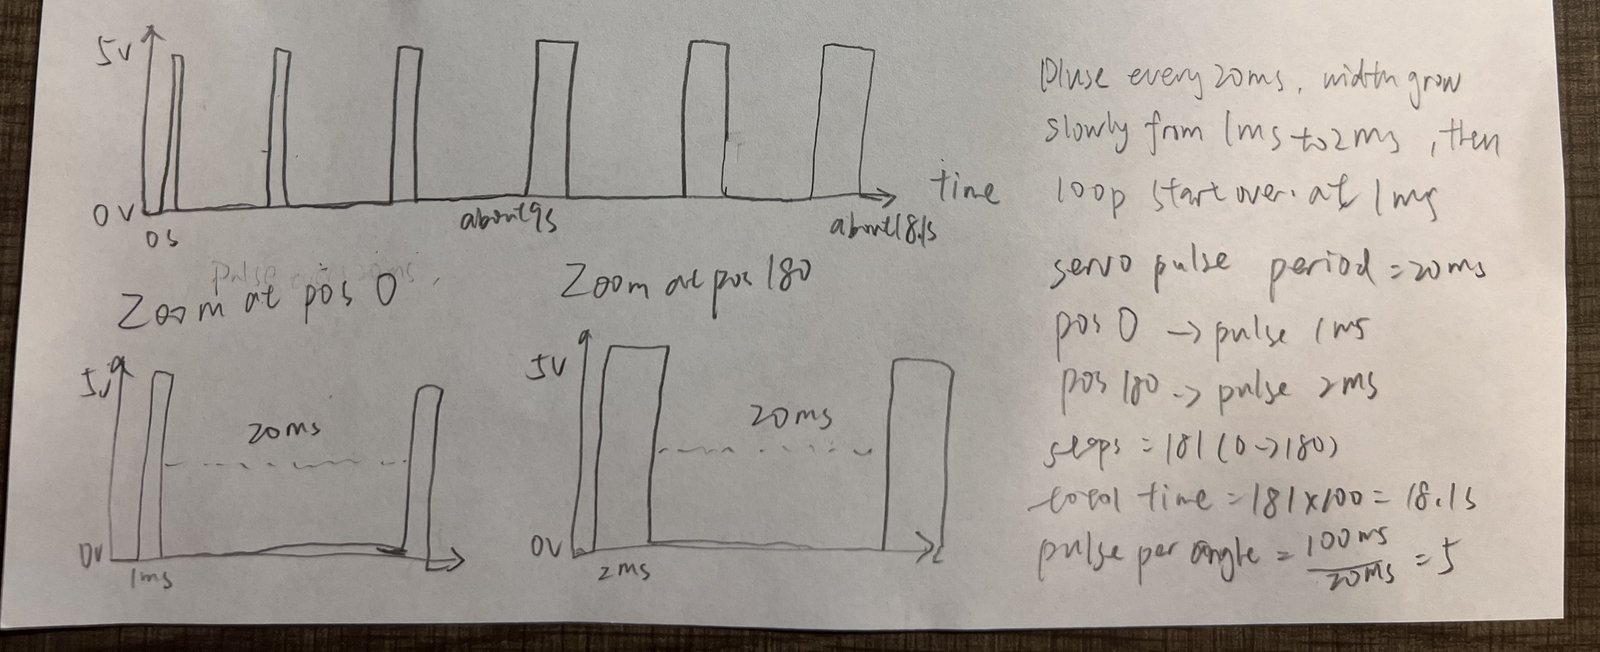 5V
0V
0s
about 9s
about 18.1s
time
Zoom at pos 0
5V
20ms
0V
1ms
Zoom at pos 180
5V
20ms
0V
2ms
t
Pluse every 20ms, width grow
slowly from 1ms to 2ms, then
loop start over. at 1ms
servo pulse period = 20ms
pos 0 → pulse 1ms
pos 180 → pulse 2ms
steps = 181 (0→180)
total time = 181×100 = 18.1s
pulse per angle = 100ms/20ms = 5